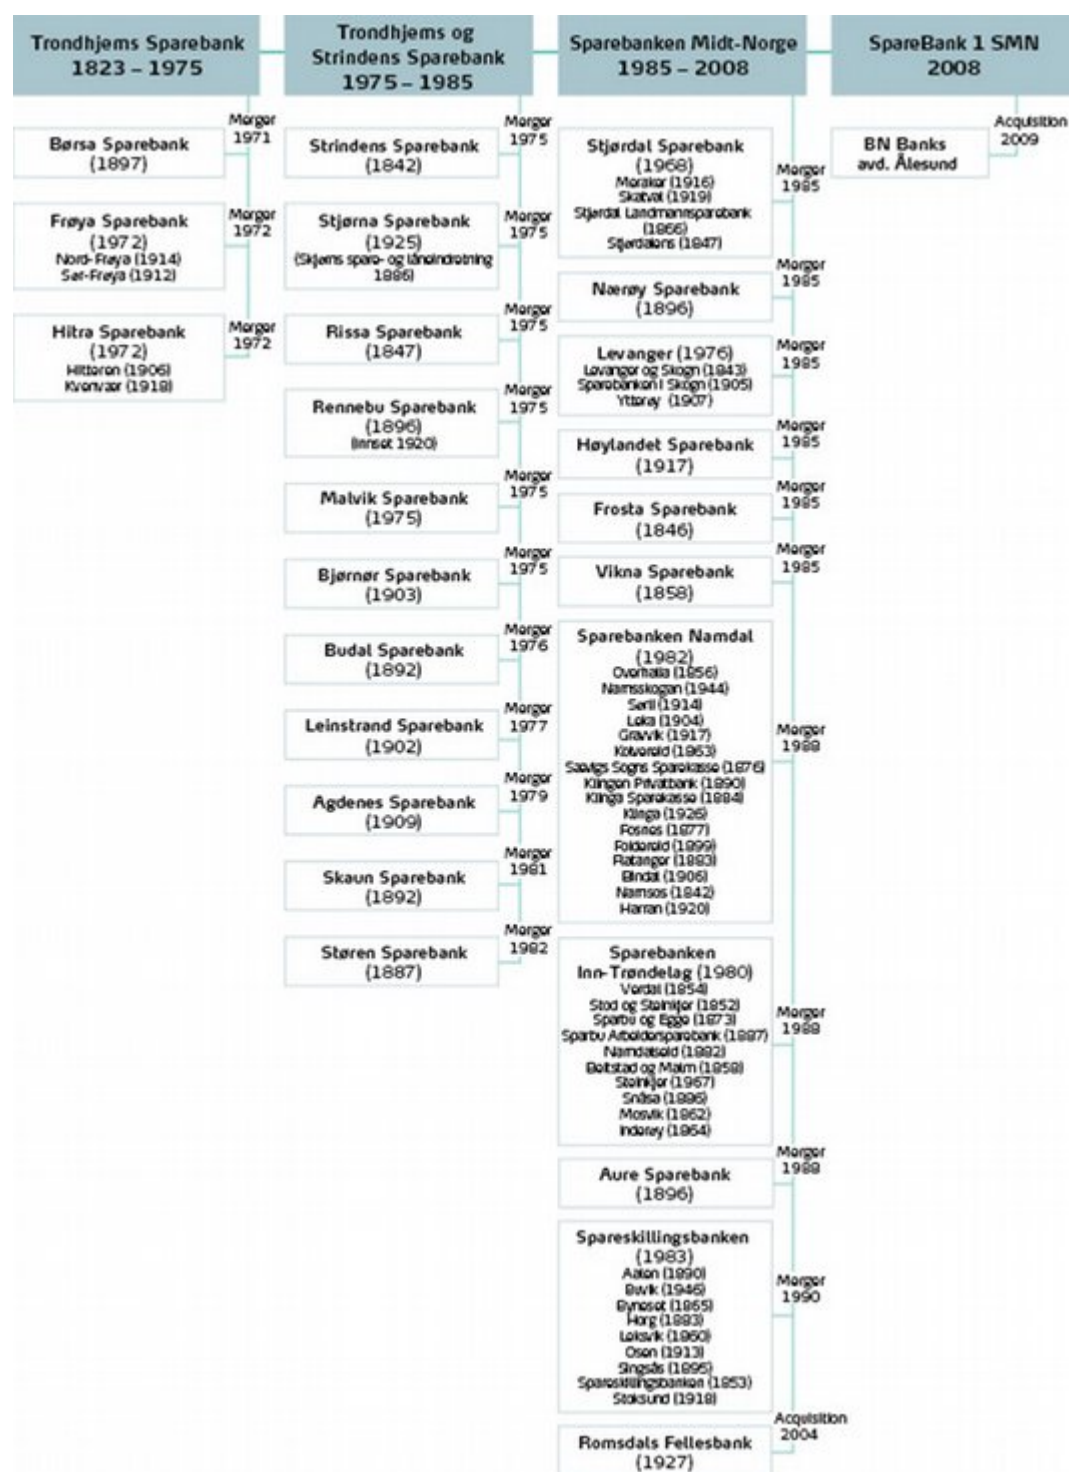 Trondhjems Sparebank
1823 – 1975
Merger
1971
Børsa Sparebank
(1897)
Merger
1972
Frøya Sparebank
(1972)
Nord-Frøya (1914)
Sør-Frøya (1912)
Merger
1972
Hitra Sparebank
(1972)
Hitteren (1906)
Kvenvær (1918)
Trondhjems og
Strindens Sparebank
1975 – 1985
Merger
1975
Strindens Sparebank
(1842)
Merger
1975
Stjørna Sparebank
(1925)
(Skjørns spare- og låneindretning
1886)
Merger
1975
Rissa Sparebank
(1847)
Merger
1975
Rennebu Sparebank
(1896)
(Innset 1920)
Merger
1975
Malvik Sparebank
(1975)
Merger
1975
Bjørnør Sparebank
(1903)
Merger
1976
Budal Sparebank
(1892)
Merger
1977
Leinstrand Sparebank
(1902)
Merger
1979
Agdenes Sparebank
(1909)
Merger
1981
Skaun Sparebank
(1892)
Merger
1982
Støren Sparebank
(1887)
Sparebanken Midt-Norge
1985 – 2008
Stjørdal Sparebank
(1968)
Meraker (1916)
Skatval (1919)
Stjørdal Landmannsparebank
(1866)
Stjørdalens (1847)
Merger
1985
Nærøy Sparebank
(1896)
Merger
1985
Levanger (1976)
Levanger og Skogn (1843)
Sparebanken i Skogn (1905)
Ytterøy (1907)
Merger
1985
Høylandet Sparebank
(1917)
Merger
1985
Frosta Sparebank
(1846)
Merger
1985
Vikna Sparebank
(1858)
Merger
1985
Sparebanken Namdal
(1982)
Overhalla (1856)
Namsskogan (1944)
Sørli (1914)
Leka (1904)
Gravvik (1917)
Kolvereid (1863)
Sævigs Sogns Sparekasse (1876)
Klingen Privatbank (1890)
Klinga Sparekasse (1884)
Klinga (1926)
Fosnes (1877)
Foldereid (1899)
Flatanger (1883)
Bindal (1906)
Namsos (1842)
Harran (1920)
Merger
1988
Sparebanken
Inn-Trøndelag (1980)
Verdal (1854)
Stod og Steinkjer (1852)
Sparbu og Egge (1873)
Sparbu Arbeidersparebank (1887)
Namdalseid (1882)
Beitstad og Malm (1858)
Steinkjer (1967)
Snåsa (1886)
Mosvik (1862)
Inderøy (1864)
Merger
1988
Aure Sparebank
(1896)
Merger
1988
Spareskillingsbanken
(1983)
Aalen (1890)
Buvik (1946)
Byneset (1865)
Horg (1883)
Leksvik (1860)
Osen (1913)
Singsås (1895)
Spareskillingsbanken (1853)
Stoksund (1918)
Merger
1990
Romsdals Fellesbank
(1927)
Acquisition
2004
SpareBank 1 SMN
2008
Acquisition
2009
BN Banks
avd. Ålesund